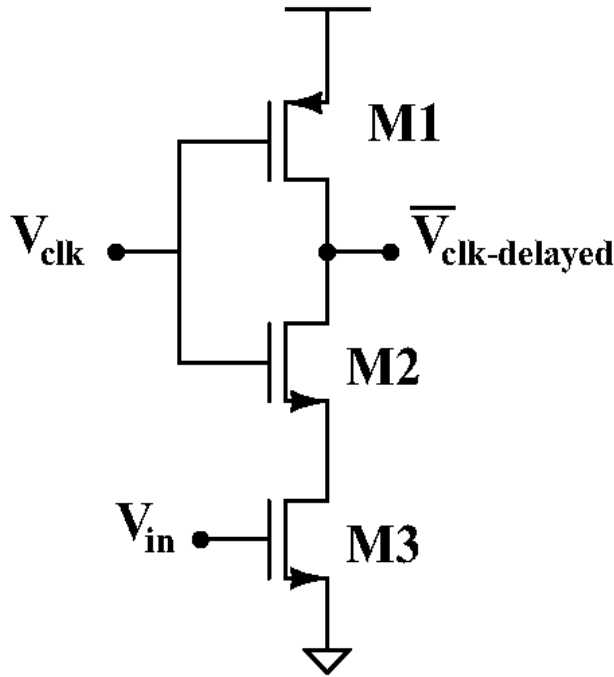 M1
V_clk
V̅_clk-delayed
M2
V_in
M3